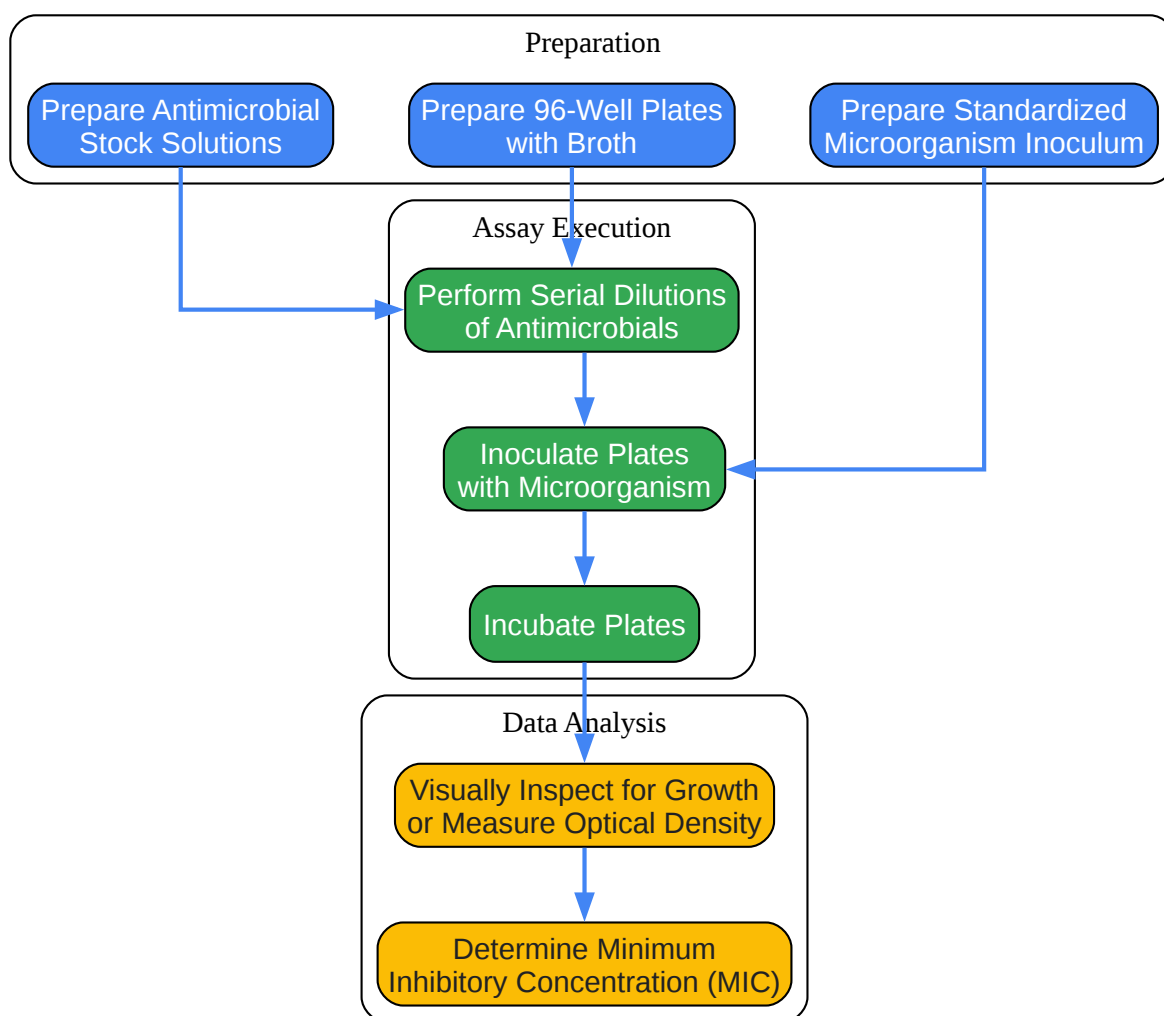 Preparation
Prepare Antimicrobial
Stock Solutions
Prepare 96-Well Plates
with Broth
Prepare Standardized
Microorganism Inoculum
Assay Execution
Perform Serial Dilutions
of Antimicrobials
Inoculate Plates
with Microorganism
Incubate Plates
Data Analysis
Visually Inspect for Growth
or Measure Optical Density
Determine Minimum
Inhibitory Concentration (MIC)